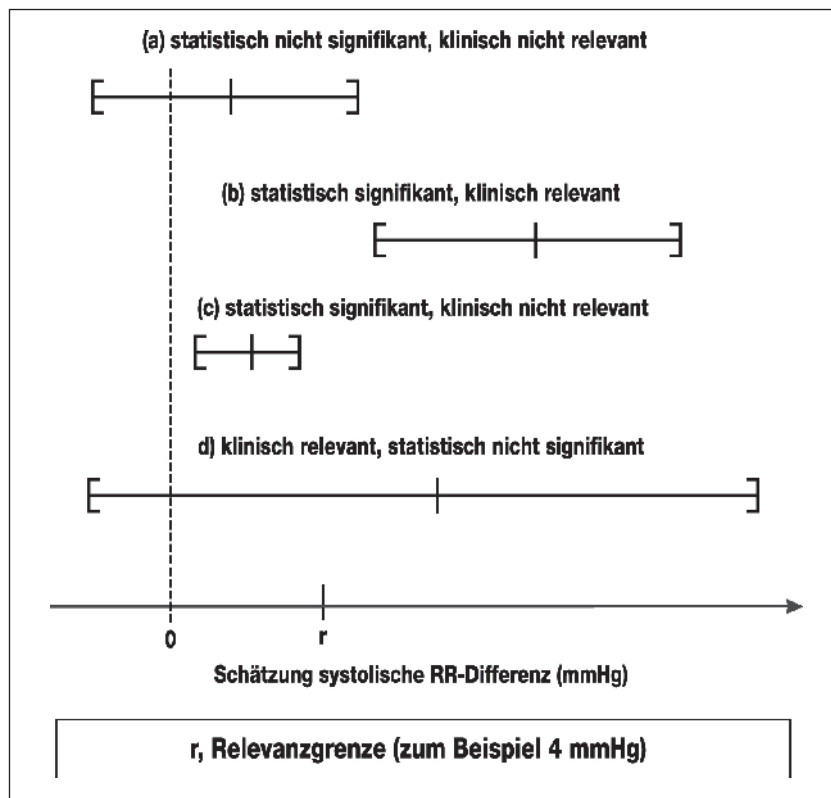 (a) statistisch nicht signifikant, klinisch nicht relevant
(b) statistisch signifikant, klinisch relevant
(c) statistisch signifikant, klinisch nicht relevant
d) klinisch relevant, statistisch nicht signifikant
0 r
Schätzung systolische RR-Differenz (mmHg)
r, Relevanzgrenze (zum Beispiel 4 mmHg)